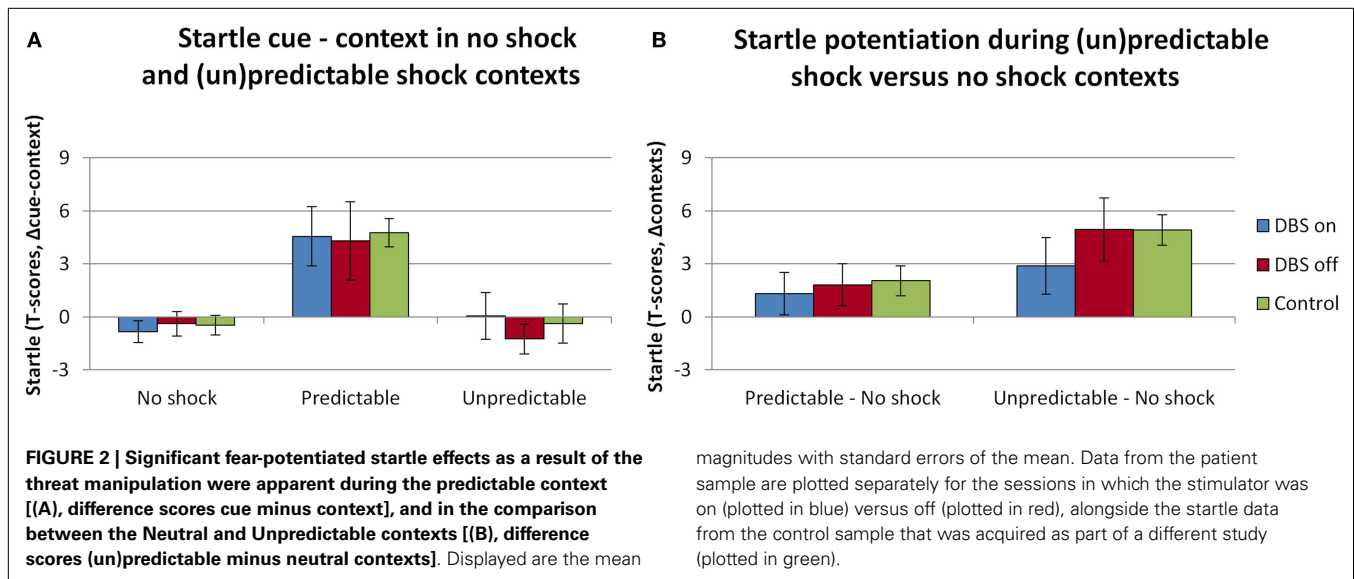 A
Startle cue - context in no shock
and (un)predictable shock contexts
Startle (T-scores, Δcue-context)
9
6
3
0
-3
No shock
Predictable
Unpredictable
B
Startle potentiation during (un)predictable
shock versus no shock contexts
Startle (T-scores, Δcontexts)
9
6
3
0
-3
Predictable - No shock
Unpredictable - No shock
DBS on
DBS off
Control
FIGURE 2 | Significant fear-potentiated startle effects as a result of the
threat manipulation were apparent during the predictable context
[(A), difference scores cue minus context], and in the comparison
between the Neutral and Unpredictable contexts [(B), difference
scores (un)predictable minus neutral contexts]. Displayed are the mean
magnitudes with standard errors of the mean. Data from the patient
sample are plotted separately for the sessions in which the stimulator was
on (plotted in blue) versus off (plotted in red), alongside the startle data
from the control sample that was acquired as part of a different study
(plotted in green).